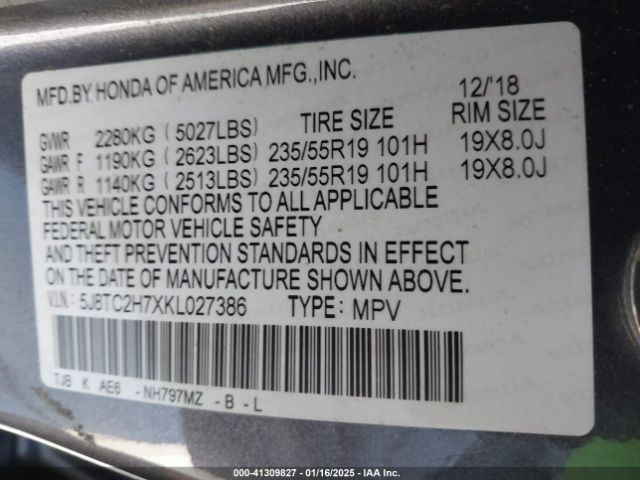 MFD.BY HONDA OF AMERICA MFG.,INC. 12/'18
GVWR 2280KG (5027LBS) TIRE SIZE RIM SIZE
GAWR F 1190KG (2623LBS) 235/55R19 101H 19X8.0J
GAWR R 1140KG (2513LBS) 235/55R19 101H 19X8.0J
THIS VEHICLE CONFORMS TO ALL APPLICABLE
FEDERAL MOTOR VEHICLE SAFETY
AND THEFT PREVENTION STANDARDS IN EFFECT
ON THE DATE OF MANUFACTURE SHOWN ABOVE.
V.I.N.: 5J8TC2H7XKL027386 TYPE: MPV
TJB K AE6 -NH797MZ -B-L
000-41309827 - 01/16/2025 - IAA Inc.